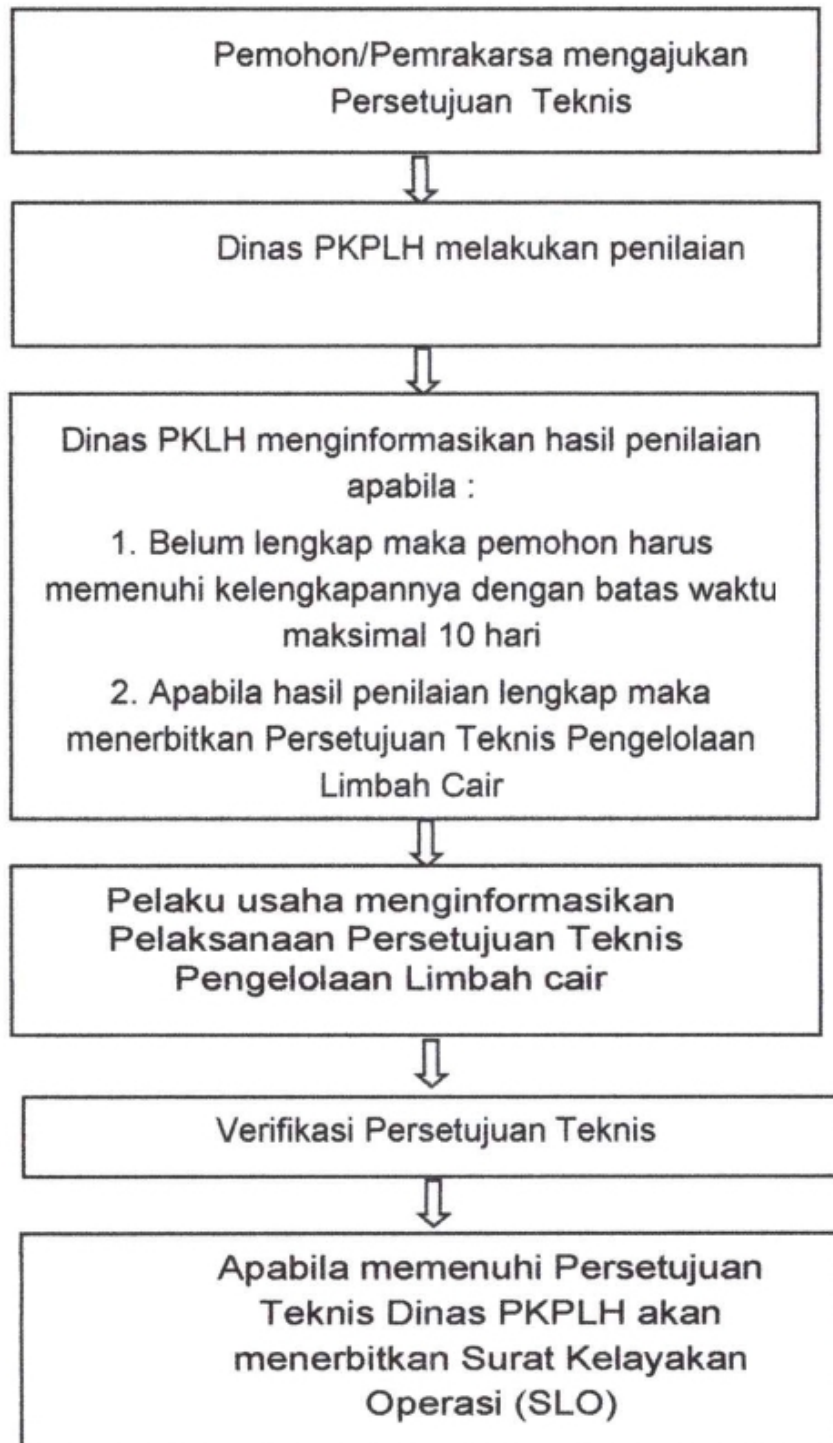 Pemohon/Pemrakarsa mengajukan
Persetujuan Teknis
Dinas PKPLH melakukan penilaian
Dinas PKLH menginformasikan hasil penilaian
apabila :
1. Belum lengkap maka pemohon harus
memenuhi kelengkapannya dengan batas waktu
maksimal 10 hari
2. Apabila hasil penilaian lengkap maka
menerbitkan Persetujuan Teknis Pengelolaan
Limbah Cair
Pelaku usaha menginformasikan
Pelaksanaan Persetujuan Teknis
Pengelolaan Limbah cair
Verifikasi Persetujuan Teknis
Apabila memenuhi Persetujuan
Teknis Dinas PKPLH akan
menerbitkan Surat Kelayakan
Operasi (SLO)